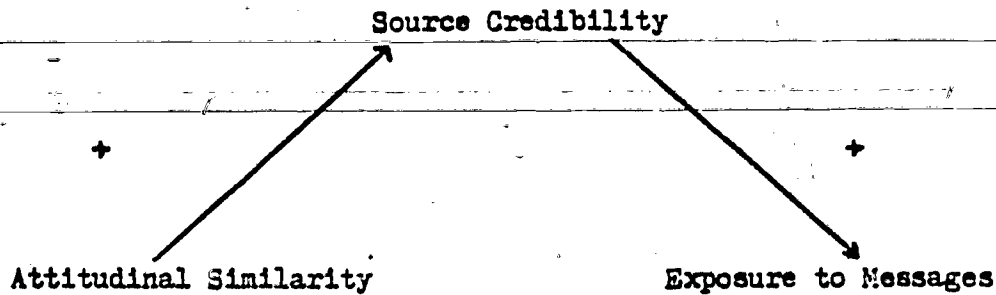 Source Credibility
+ +
Attitudinal Similarity Exposure to Messages